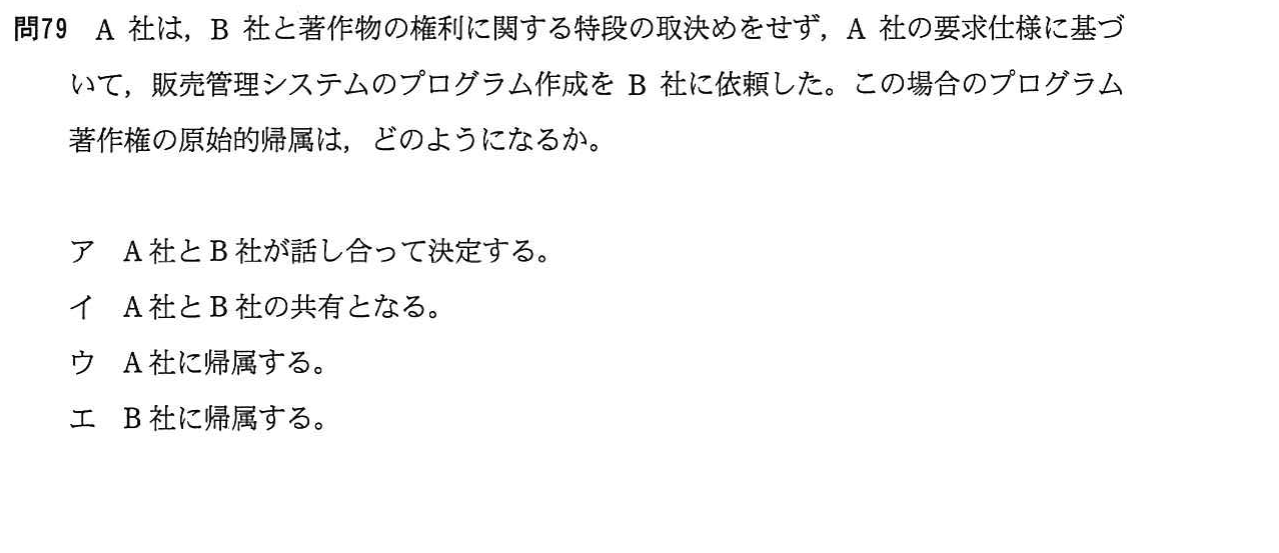 問79 A 社は，B 社と著作物の権利に関する特段の取決めをせず，A 社の要求仕様に基づ
いて，販売管理システムのプログラム作成を B 社に依頼した。この場合のプログラム
著作権の原始的帰属は，どのようになるか。
ア A 社と B 社が話し合って決定する。
イ A 社と B 社の共有となる。
ウ A 社に帰属する。
エ B 社に帰属する。